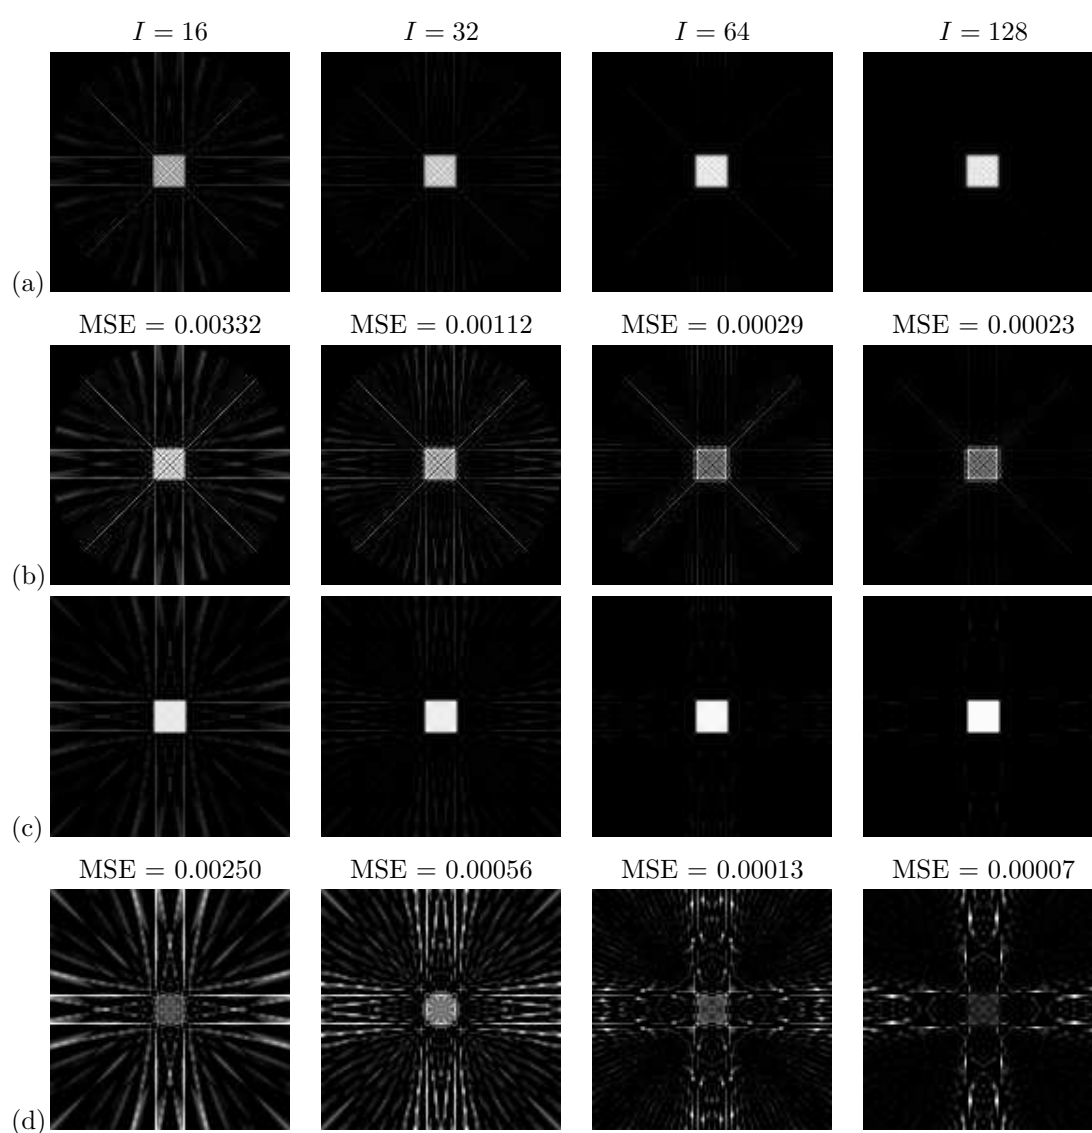 I = 16 I = 32 I = 64 I = 128
(a)
MSE = 0.00332 MSE = 0.00112 MSE = 0.00029 MSE = 0.00023
(b)
(c)
MSE = 0.00250 MSE = 0.00056 MSE = 0.00013 MSE = 0.00007
(d)